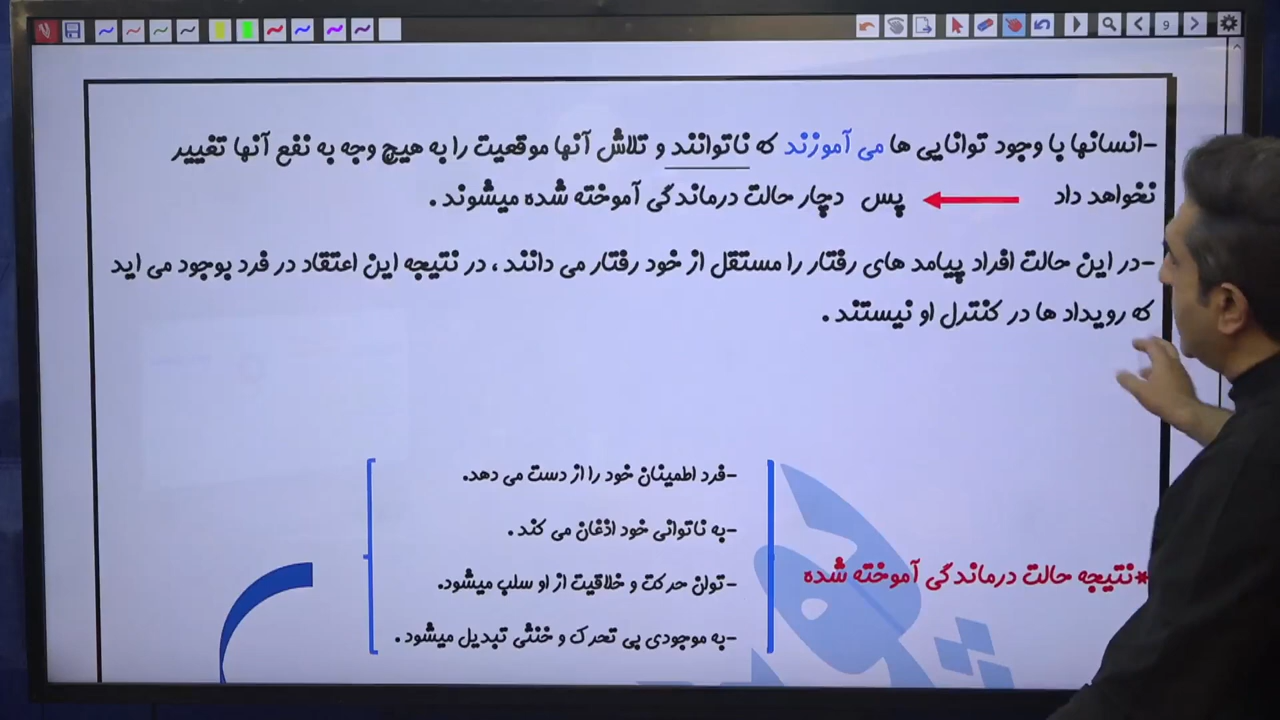 9
-انسانها با وجود توانایی ها می آموزند که ناتوانند و تلاش آنها موقعیت را به هیچ وجه به نفع آنها تغییر
نخواهد داد پس دچار حالت درماندگی آموخته شده میشوند .
-در این حالت افراد پیامد های رفتار را مستقل از خود رفتار می دانند ، در نتیجه این اعتقاد در فرد بوجود می اید
که رویداد ها در کنترل او نیستند .
*نتیجه حالت درماندگی آموخته شده
-فرد اطمینان خود را از دست می دهد.
-به ناتوانی خود اذغان می کند .
-توان حرکت و خلاقیت از او سلب میشود.
-به موجودی بی تحرک و خنثی تبدیل میشود .